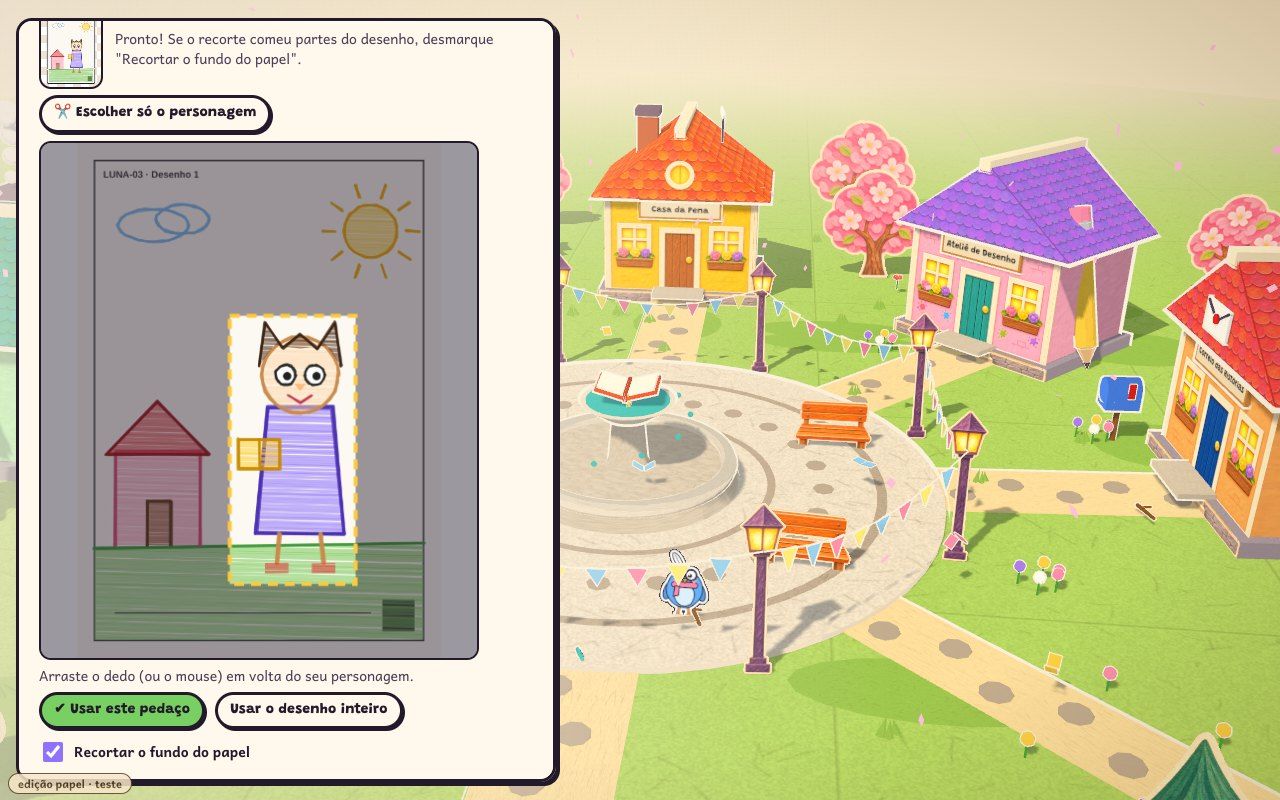 Pronto! Se o recorte comeu partes do desenho, desmarque
"Recortar o fundo do papel".
✂️ Escolher só o personagem
LUNA-03 · Desenho 1
Arraste o dedo (ou o mouse) em volta do seu personagem.
✔ Usar este pedaço
Usar o desenho inteiro
Recortar o fundo do papel
edição papel · teste
Casa da Pena
Ateliê de Desenho